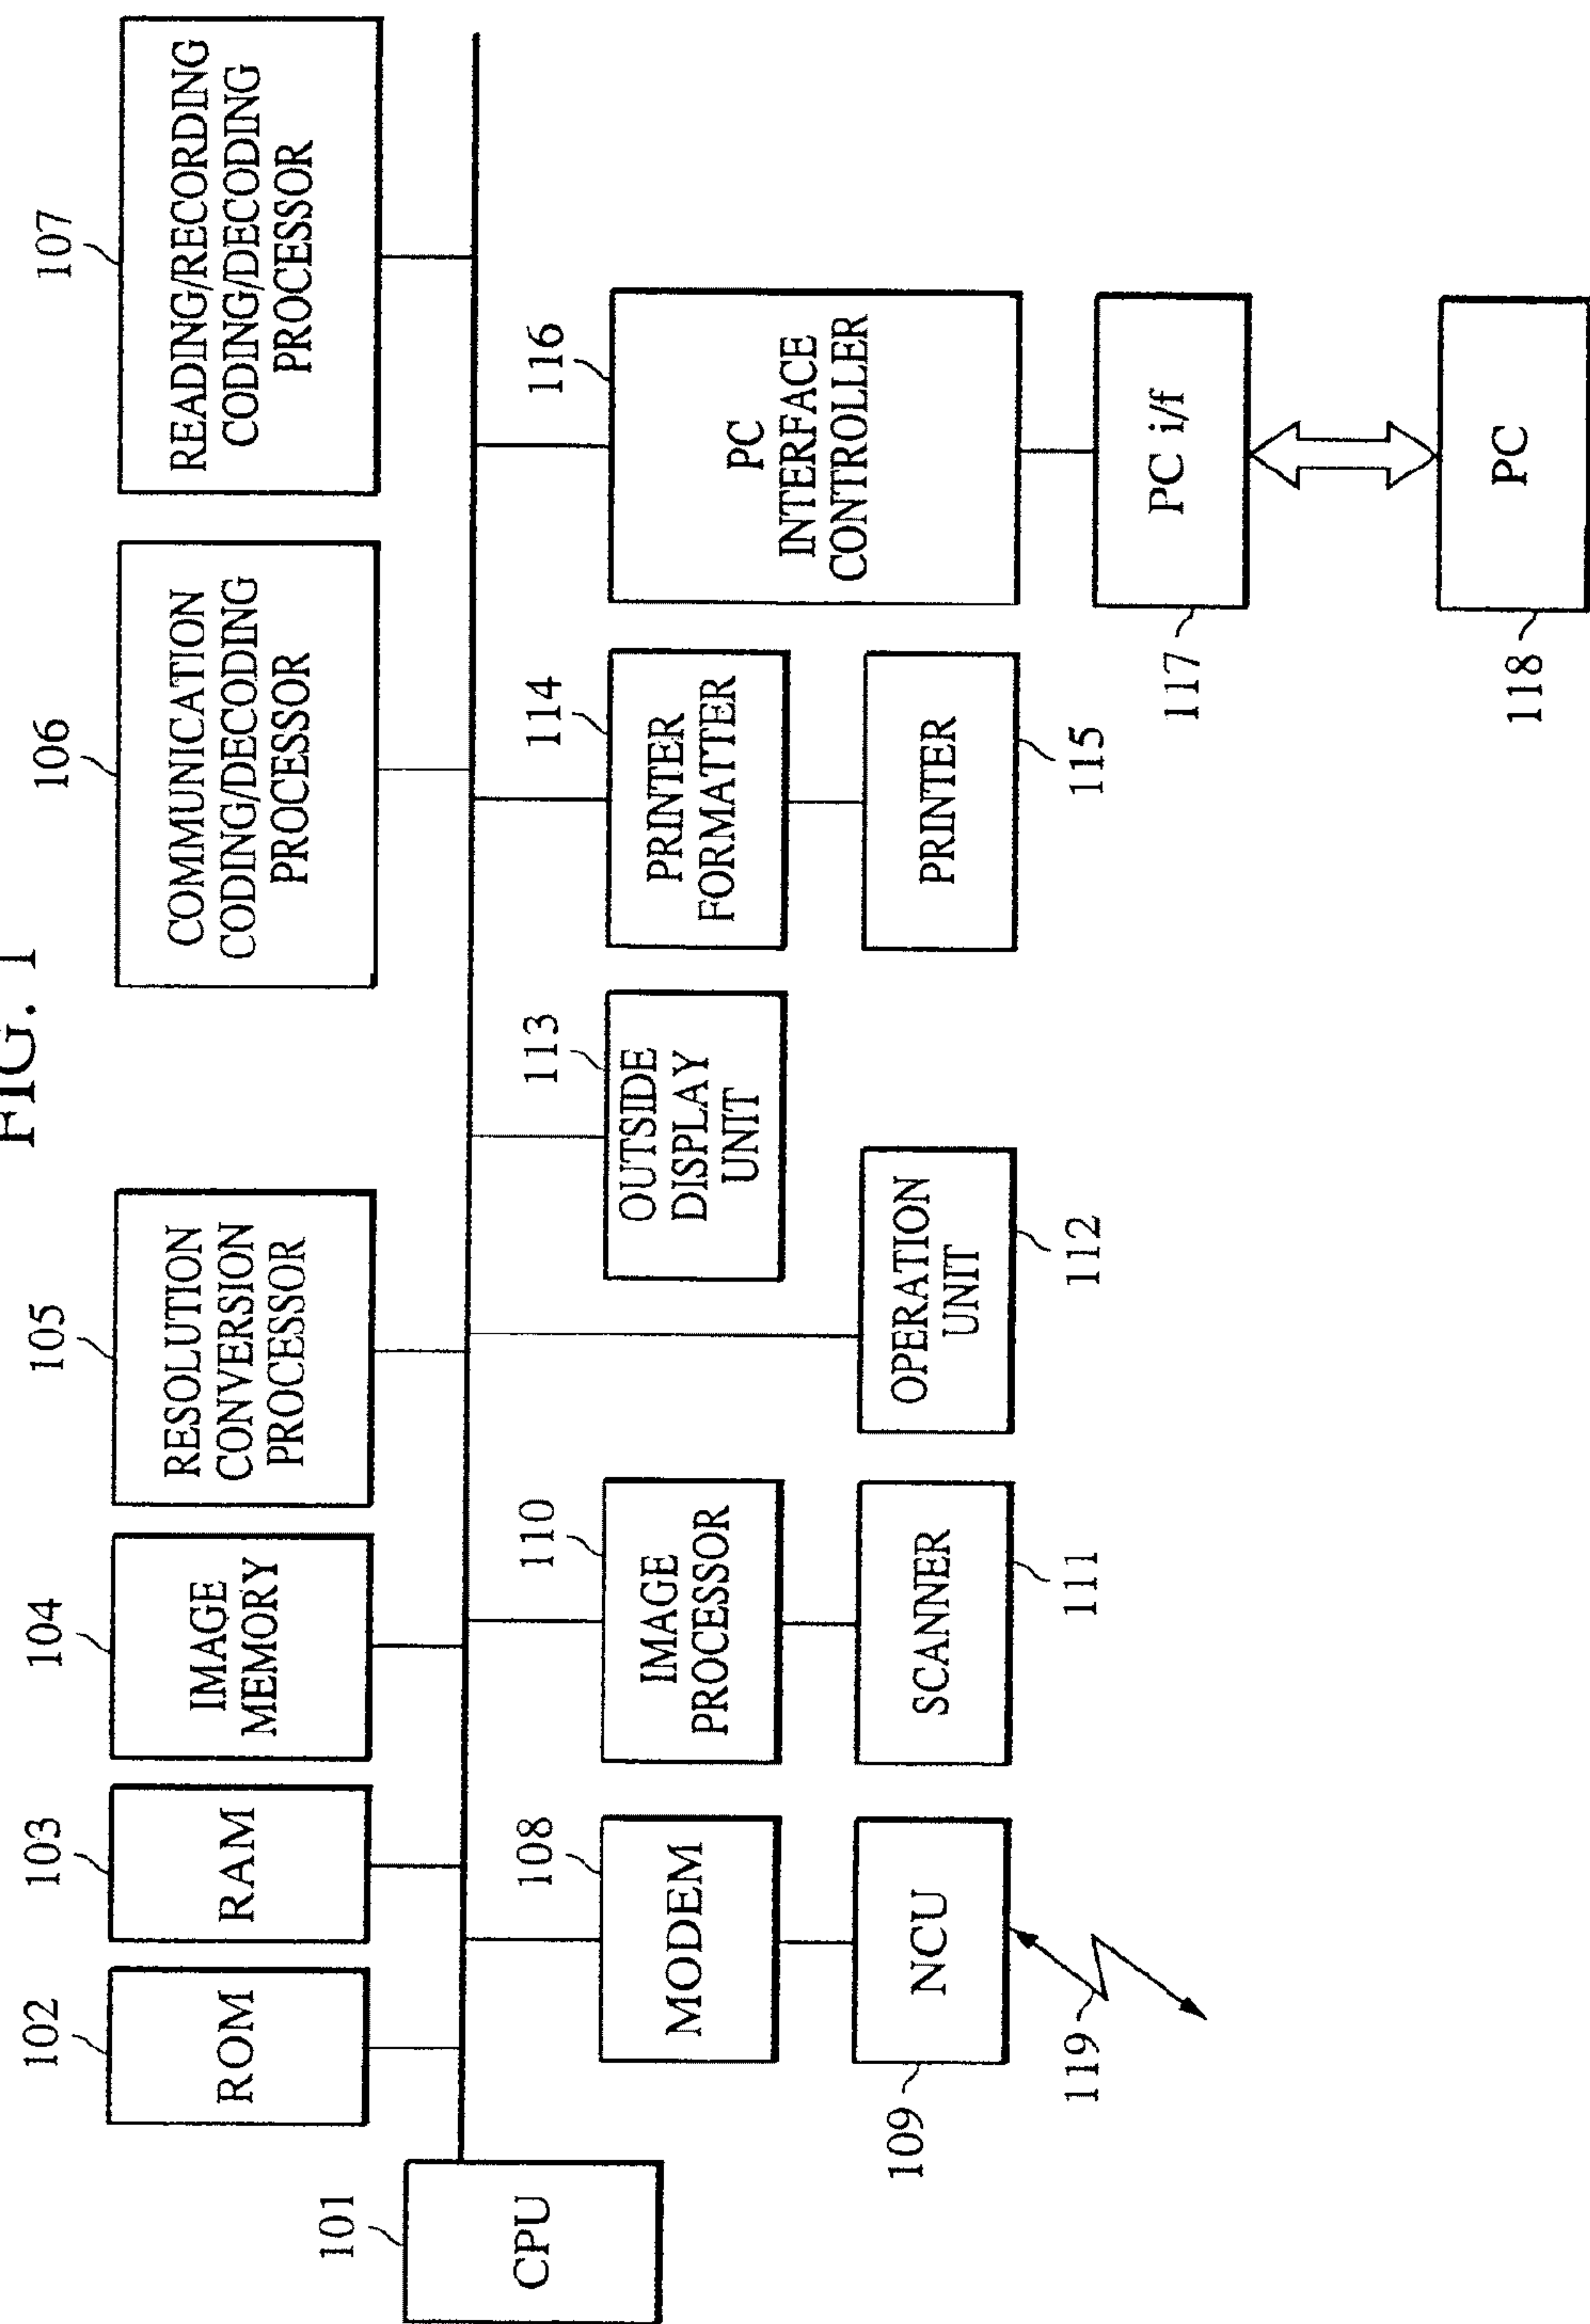 FIG. 1
101
CPU
102
ROM
103
RAM
104
IMAGE
MEMORY
105
RESOLUTION
CONVERSION
PROCESSOR
106
COMMUNICATION
CODING/DECODING
PROCESSOR
107
READING/RECORDING
CODING/DECODING
PROCESSOR
108
MODEM
109
NCU
119
110
IMAGE
PROCESSOR
111
SCANNER
112
OPERATION
UNIT
113
OUTSIDE
DISPLAY
UNIT
114
PRINTER
FORMATTER
115
PRINTER
116
PC
INTERFACE
CONTROLLER
117
PC i/f
118
PC